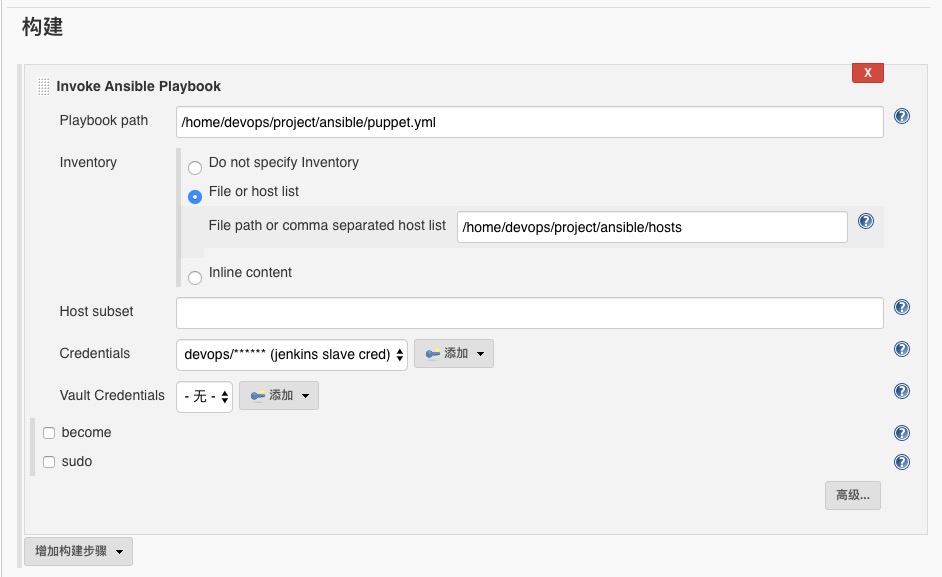 构建
X
Invoke Ansible Playbook
Playbook path
/home/devops/project/ansible/puppet.yml
Inventory
Do not specify Inventory
File or host list
File path or comma separated host list
/home/devops/project/ansible/hosts
Inline content
Host subset
Credentials
devops/****** (jenkins slave cred)
添加
Vault Credentials
- 无 -
添加
become
sudo
高级...
增加构建步骤